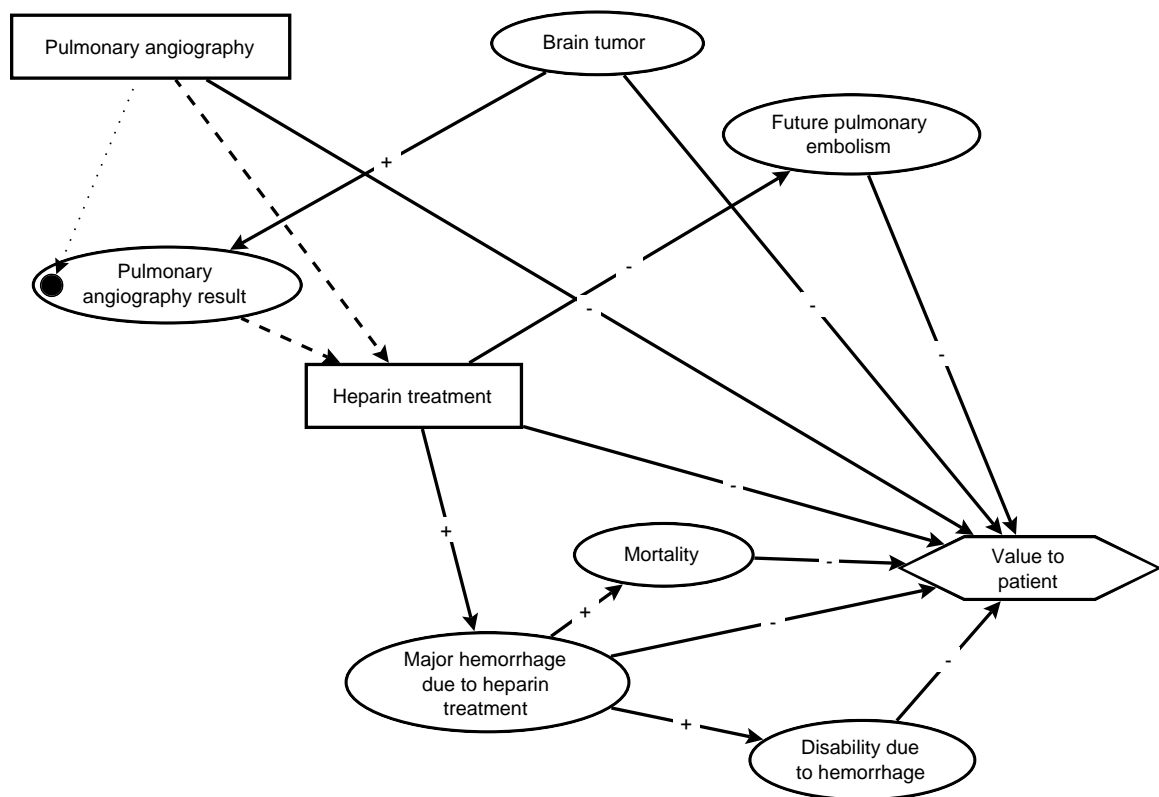 Pulmonary angiography
Brain tumor
Future pulmonary
embolism
+
Pulmonary
angiography result
-
-
-
-
Heparin treatment
-
+
Mortality
-
Value to
patient
+
-
Major hemorrhage
due to heparin
treatment
-
+
Disability due
to hemorrhage